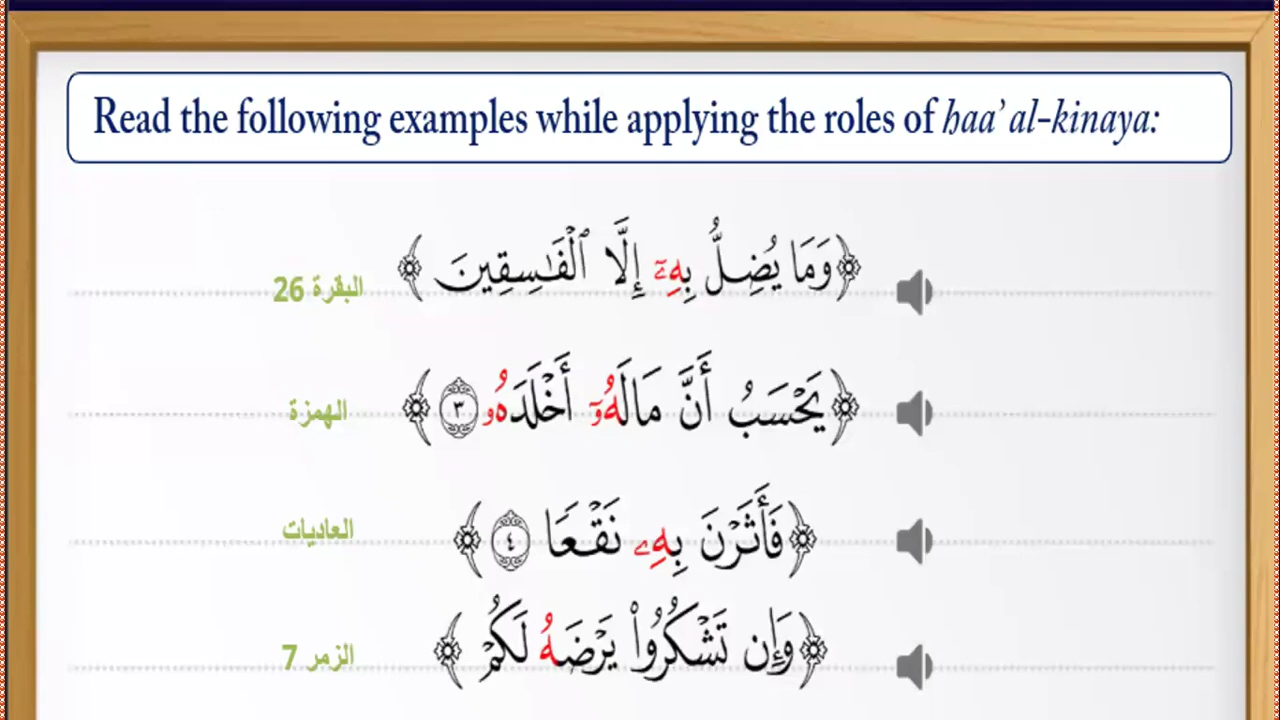 Read the following examples while applying the roles of ḥaa’ al-kinaya:
﴿وَمَا يُضِلُّ بِهِۦٓ إِلَّا ٱلْفَـٰسِقِينَ﴾ البقرة 26
﴿يَحْسَبُ أَنَّ مَالَهُۥٓ أَخْلَدَهُۥ ٣﴾ الهمزة
﴿فَأَثَرْنَ بِهِۦ نَقْعًا ٤﴾ العاديات
﴿وَإِن تَشْكُرُوا۟ يَرْضَهُ لَكُمْ﴾ الزمر 7